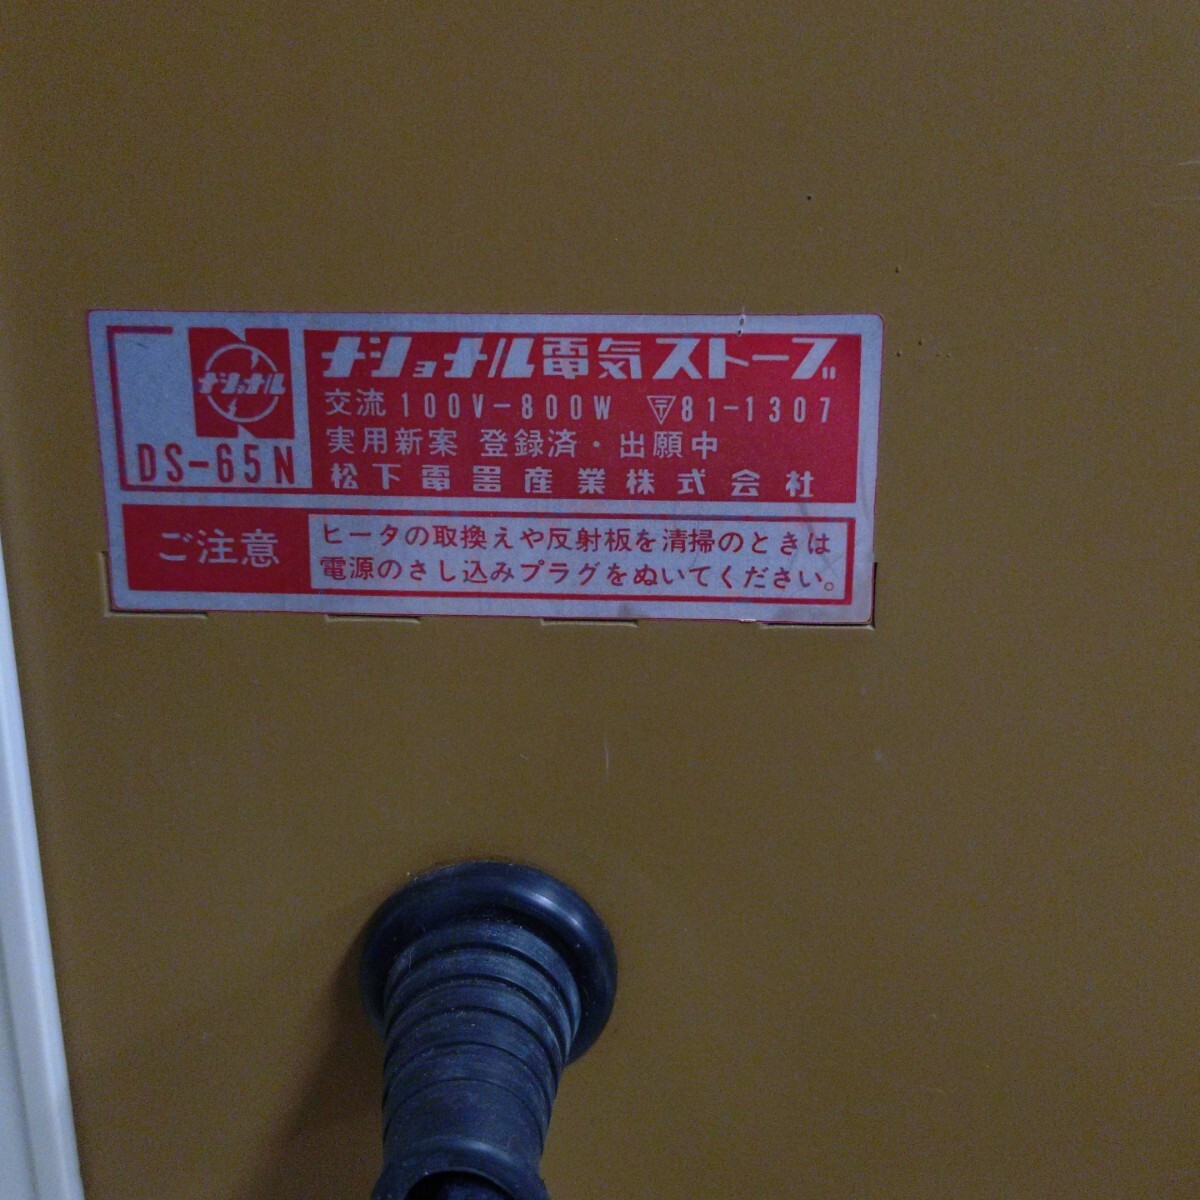 ナショナル
DS-65N
ナショナル電気ストーブ
交流 100V-800W 〒81-1307
実用新案 登録済・出願中
松下電器産業株式会社
ご注意
ヒータの取換えや反射板を清掃のときは
電源のさし込みプラグをぬいてください。